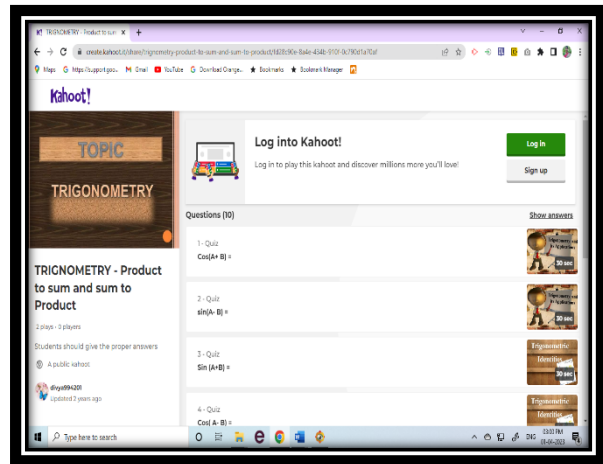 TRIGNOMETRY - Product to sum
create.kahoot.it/share/trignometry-product-to-sum-and-sum-to-product/
Maps
Gmail
YouTube
Bookmarks
Bookmark Manager
Kahoot!
TOPIC
TRIGONOMETRY
TRIGNOMETRY - Product
to sum and sum to
Product
2 plays · 3 players
Students should give the proper answers
A public kahoot
divya994201
Updated 2 years ago
Log into Kahoot!
Log in to play this kahoot and discover millions more you'll love!
Log in
Sign up
Questions (10)
Show answers
1 - Quiz
Cos(A+ B) =
30 sec
2 - Quiz
sin(A- B) =
30 sec
3 - Quiz
Sin (A+B) =
Trigonometric
Identities
30 sec
4 - Quiz
Cos( A- B) =
Trigonometric
Identities
Type here to search
ENG